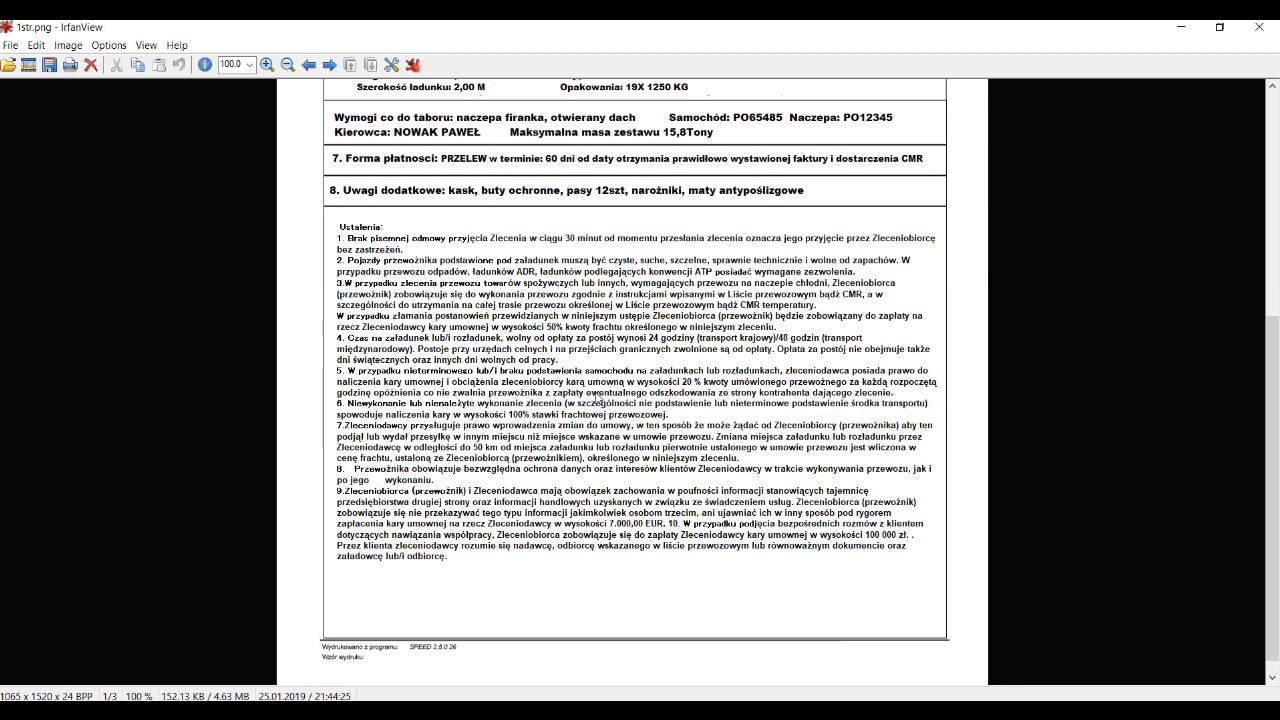 1str.png - IrfanView
File Edit Image Options View Help
100.0
Szerokość ładunku: 2,00 M Opakowania: 19X 1250 KG
Wymogi co do taboru: naczepa firanka, otwierany dach Samochód: PO65485 Naczepa: PO12345
Kierowca: NOWAK PAWEŁ Maksymalna masa zestawu 15,8Tony
7. Forma płatnosci: PRZELEW w terminie: 60 dni od daty otrzymania prawidłowo wystawionej faktury i dostarczenia CMR
8. Uwagi dodatkowe: kask, buty ochronne, pasy 12szt, narożniki, maty antypoślizgowe
Ustalenia:
1. Brak pisemnej odmowy przyjęcia Zlecenia w ciągu 30 minut od momentu przesłania zlecenia oznacza jego przyjęcie przez Zleceniobiorcę
bez zastrzeżeń.
2. Pojazdy przewoźnika podstawione pod załadunek muszą być czyste, suche, szczelne, sprawnie technicznie i wolne od zapachów. W
przypadku przewozu odpadów, ładunków ADR, ładunków podlegających konwencji ATP posiadać wymagane zezwolenia.
3.W przypadku zlecenia przewozu towarów spożywczych lub innych, wymagających przewozu na naczepie chłodni, Zleceniobiorca
(przewoźnik) zobowiązuje się do wykonania przewozu zgodnie z instrukcjami wpisanymi w Liście przewozowym bądź CMR, a w
szczególności do utrzymania na całej trasie przewozu określonej w Liście przewozowym bądź CMR temperatury.
W przypadku złamania postanowień przewidzianych w niniejszym ustępie Zleceniobiorca (przewoźnik) będzie zobowiązany do zapłaty na
rzecz Zleceniodawcy kary umownej w wysokości 50% kwoty frachtu określonego w niniejszym zleceniu.
4. Czas na załadunek lub/i rozładunek, wolny od opłaty za postój wynosi 24 godziny (transport krajowy)/48 godzin (transport
międzynarodowy). Postoje przy urzędach celnych i na przejściach granicznych zwolnione są od opłaty. Opłata za postój nie obejmuje także
dni świątecznych oraz innych dni wolnych od pracy.
5. W przypadku nieterminowego lub/i braku podstawienia samochodu na załadunkach lub rozładunkach, zleceniodawca posiada prawo do
naliczenia kary umownej i obciążenia zleceniobiorcy karą umowną w wysokości 20 % kwoty umówionego przewoźnego za każdą rozpoczętą
godzinę opóźnienia co nie zwalnia przewoźnika z zapłaty ewentualnego odszkodowania ze strony kontrahenta dającego zlecenie.
6. Niewykonanie lub nienależyte wykonanie zlecenia (w szczególności nie podstawienie lub nieterminowe podstawienie środka transportu)
spowoduje naliczenia kary w wysokości 100% stawki frachtowej przewozowej.
7.Zleceniodawcy przysługuje prawo wprowadzenia zmian do umowy, w ten sposób że może żądać od Zleceniobiorcy (przewoźnika) aby ten
podjął lub wydał przesyłkę w innym miejscu niż miejsce wskazane w umowie przewozu. Zmiana miejsca załadunku lub rozładunku przez
Zleceniodawcę w odległości do 50 km od miejsca załadunku lub rozładunku pierwotnie ustalonego w umowie przewozu jest wliczona w
cenę frachtu, ustaloną ze Zleceniobiorcą (przewoźnikiem), określonego w niniejszym zleceniu.
8. Przewoźnika obowiązuje bezwzględna ochrona danych oraz interesów klientów Zleceniodawcy w trakcie wykonywania przewozu, jak i
po jego wykonaniu.
9.Zleceniobiorca (przewoźnik) i Zleceniodawca mają obowiązek zachowania w poufności informacji stanowiących tajemnicę
przedsiębiorstwa drugiej strony oraz informacji handlowych uzyskanych w związku ze świadczeniem usług. Zleceniobiorca (przewoźnik)
zobowiązuje się nie przekazywać tego typu informacji jakimkolwiek osobom trzecim, ani ujawniać ich w inny sposób pod rygorem
zapłacenia kary umownej na rzecz Zleceniodawcy w wysokości 7.000,00 EUR. 10. W przypadku podjęcia bezpośrednich rozmów z klientem
dotyczących nawiązania współpracy, Zleceniobiorca zobowiązuje się do zapłaty Zleceniodawcy kary umownej w wysokości 100 000 zł. .
Przez klienta zleceniodawcy rozumie się nadawcę, odbiorcę wskazanego w liście przewozowym lub równoważnym dokumencie oraz
załadowcę lub/i odbiorcę.
Wydrukowano z programu: SPEED 2.6.0.26
Wzór wydruku:
1065 x 1520 x 24 BPP 1/3 100 % 152.13 KB / 4.63 MB 25.01.2019 / 21:44:25